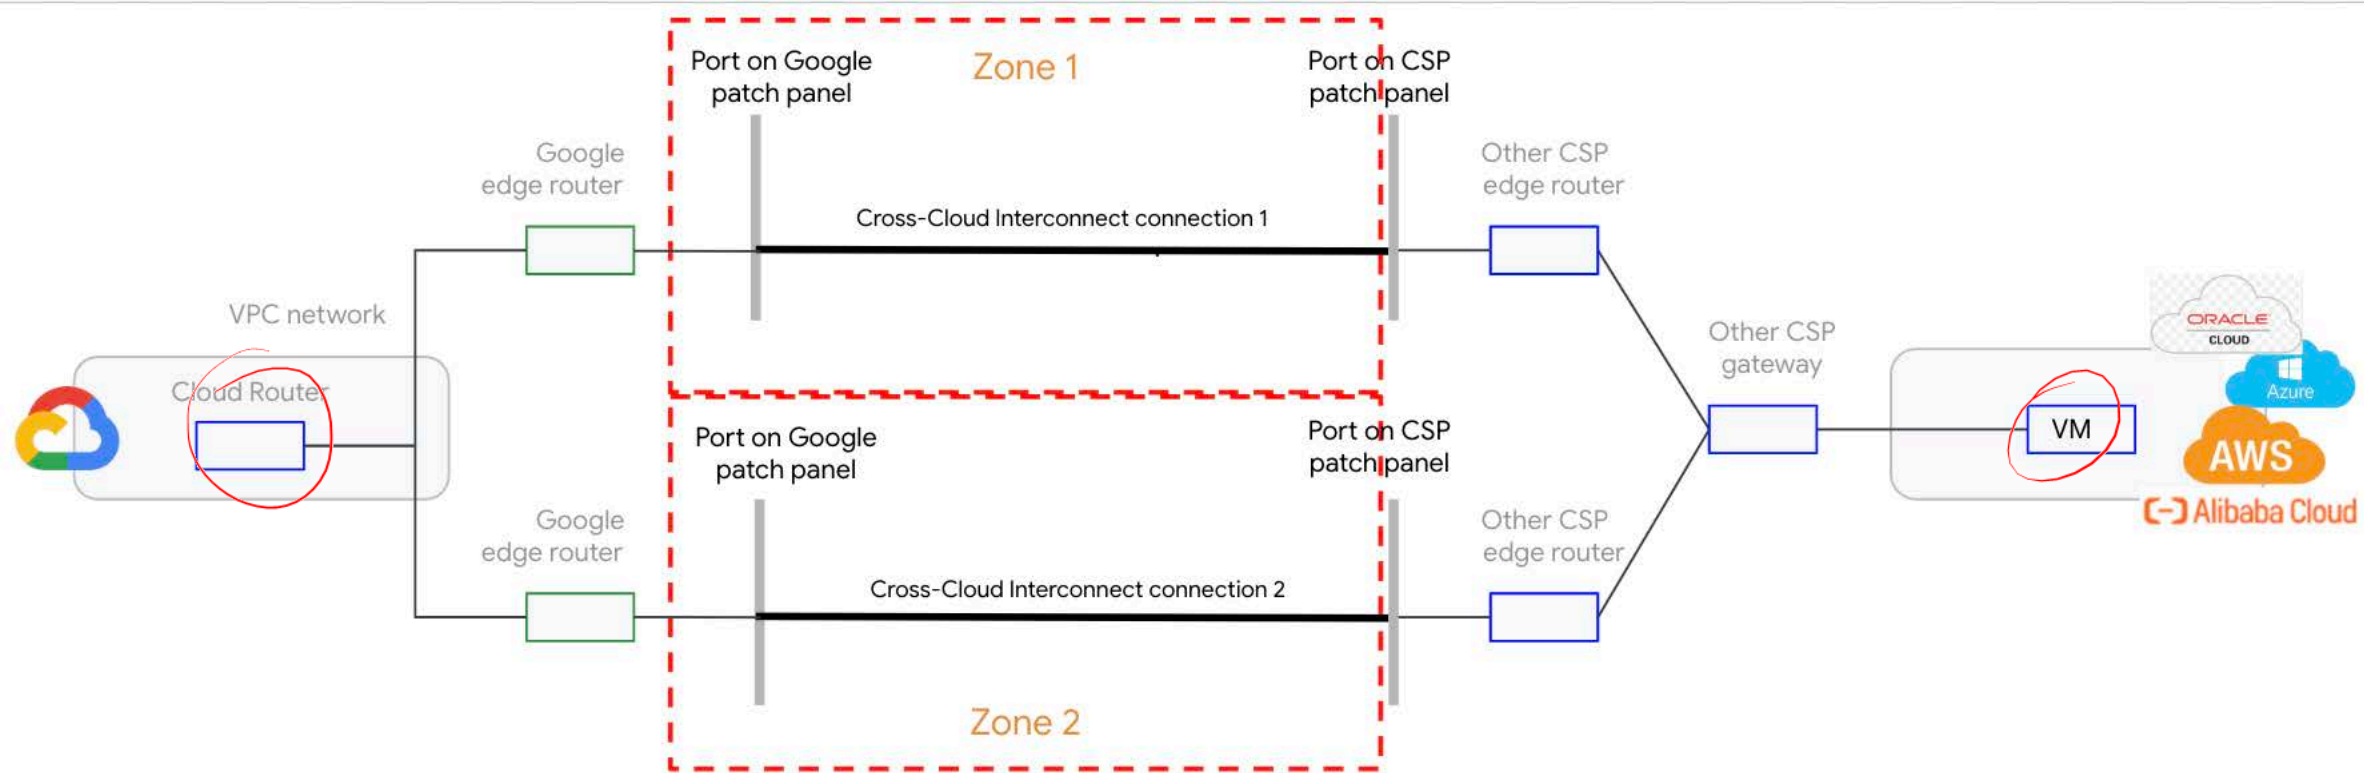 Port on Google
patch panel
Zone 1
Port on CSP
patch panel
Google
edge router
Other CSP
edge router
Cross-Cloud Interconnect connection 1
VPC network
Cloud Router
Other CSP
gateway
ORACLE
CLOUD
Azure
VM
AWS
Alibaba Cloud
Port on Google
patch panel
Port on CSP
patch panel
Google
edge router
Other CSP
edge router
Cross-Cloud Interconnect connection 2
Zone 2